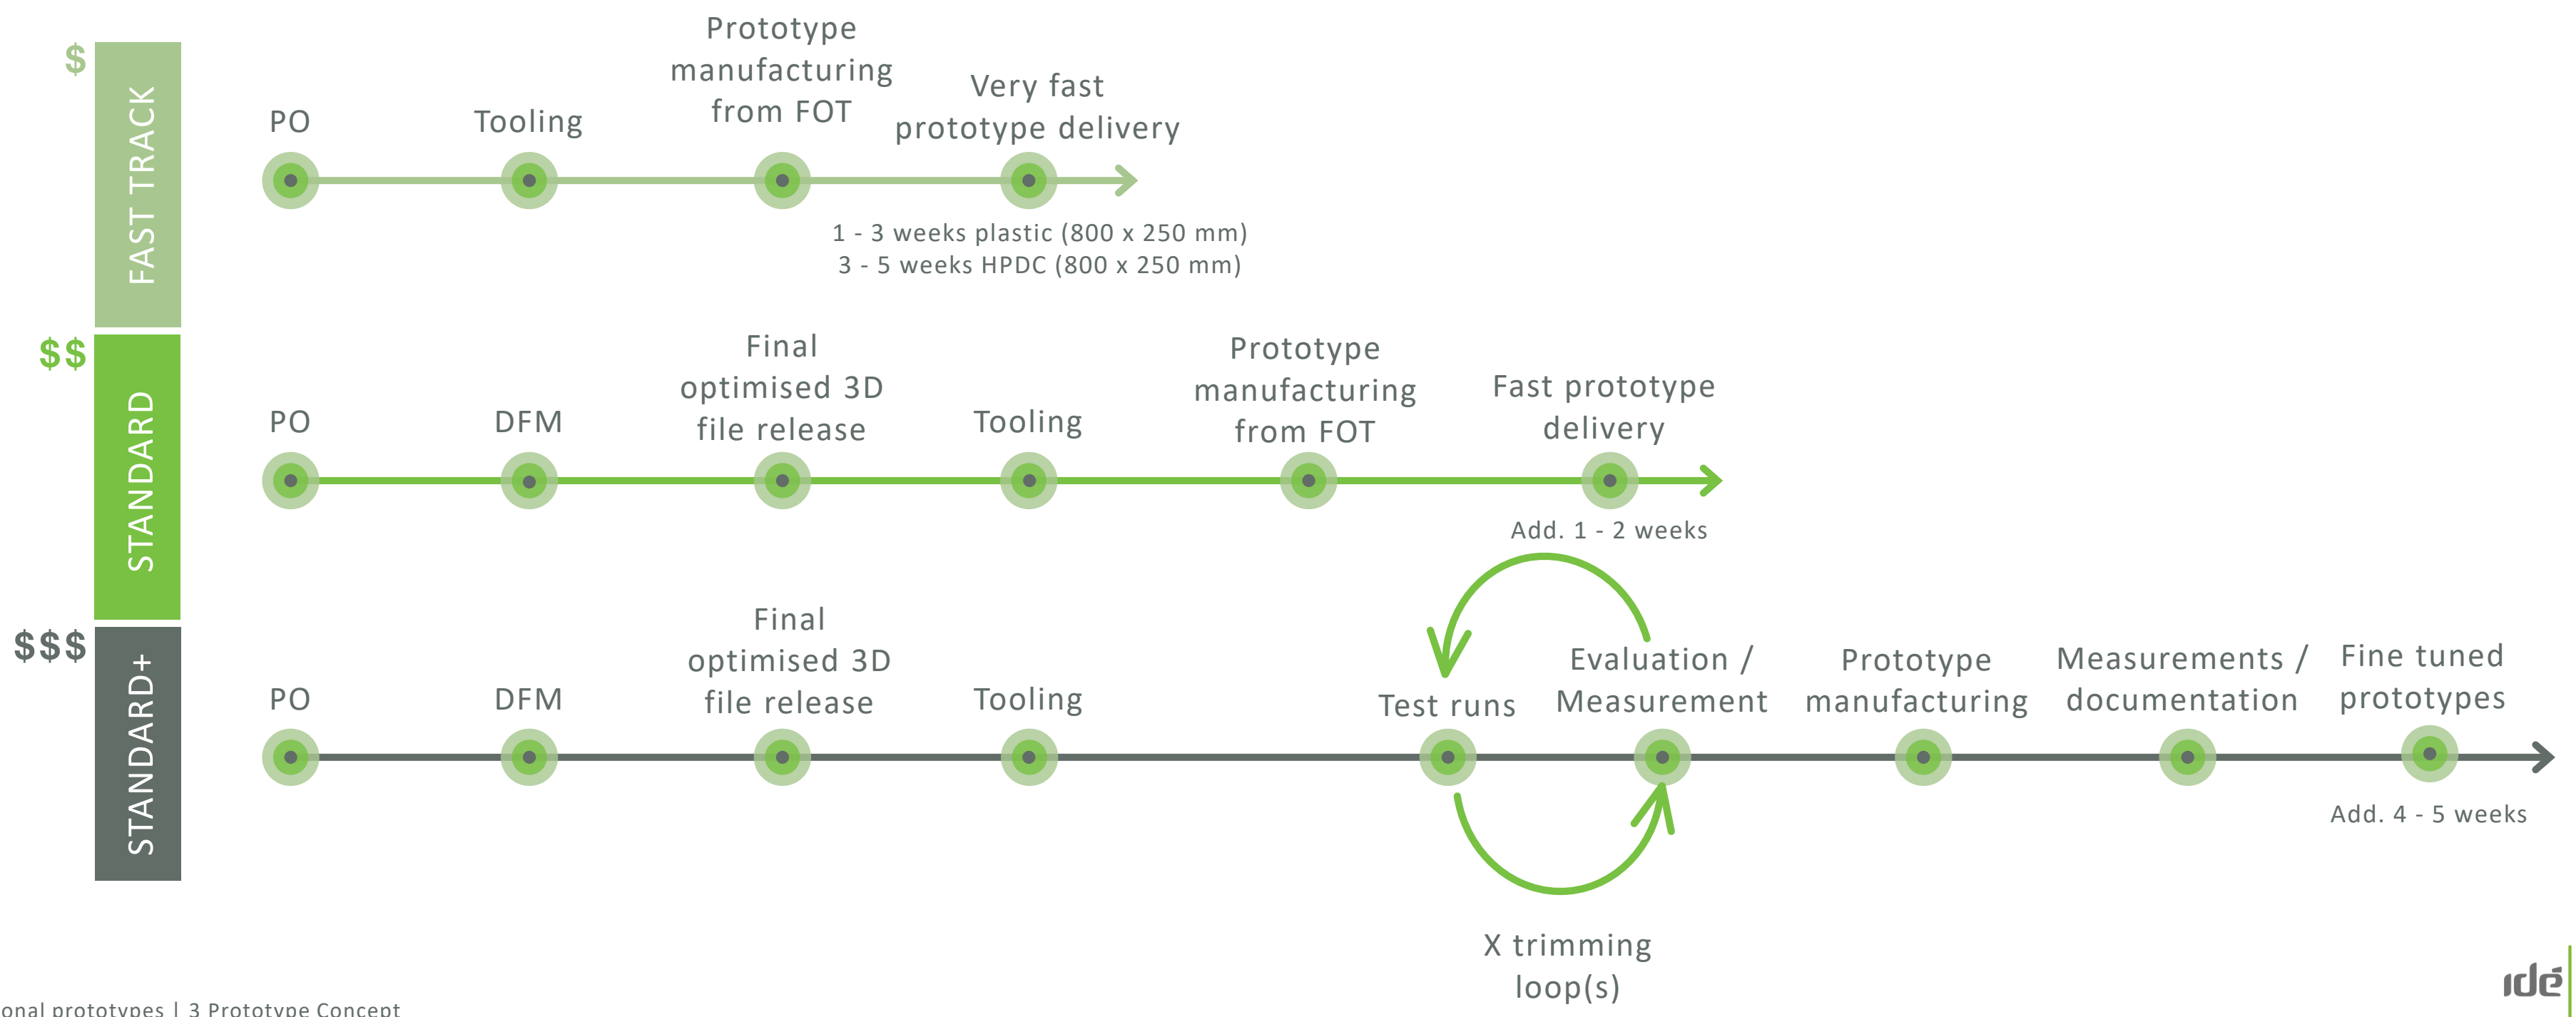 $
FAST TRACK
PO
Tooling
Prototype
manufacturing
from FOT
Very fast
prototype delivery
1 - 3 weeks plastic (800 x 250 mm)
3 - 5 weeks HPDC (800 x 250 mm)
$$
STANDARD
PO
DFM
Final
optimised 3D
file release
Tooling
Prototype
manufacturing
from FOT
Fast prototype
delivery
Add. 1 - 2 weeks
$$$
STANDARD+
PO
DFM
Final
optimised 3D
file release
Tooling
Test runs
Evaluation /
Measurement
Prototype
manufacturing
Measurements /
documentation
Fine tuned
prototypes
Add. 4 - 5 weeks
X trimming
loop(s)
onal prototypes | 3 Prototype Concept
idé